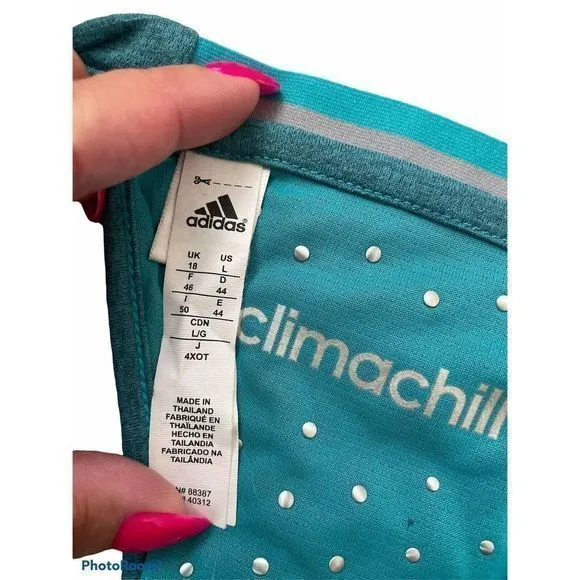 adidas
UK US
18 L
F D
46 44
I E
50 44
CDN
L/G
J
4XOT
MADE IN
THAILAND
FABRIQUÉ EN
THAÏLANDE
HECHO EN
TAILANDIA
FABRICADO NA
TAILÂNDIA
N# 88387
40312
climachill
PhotoRoom